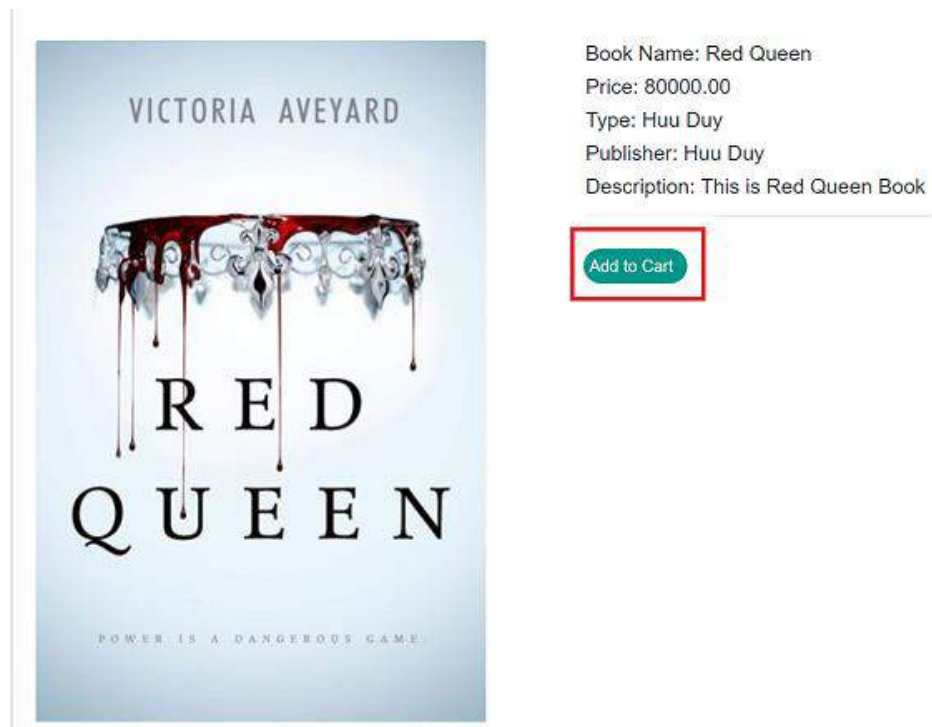 VICTORIA AVEYARD
RED
QUEEN
POWER IS A DANGEROUS GAME
Book Name: Red Queen
Price: 80000.00
Type: Huu Duy
Publisher: Huu Duy
Description: This is Red Queen Book
Add to Cart